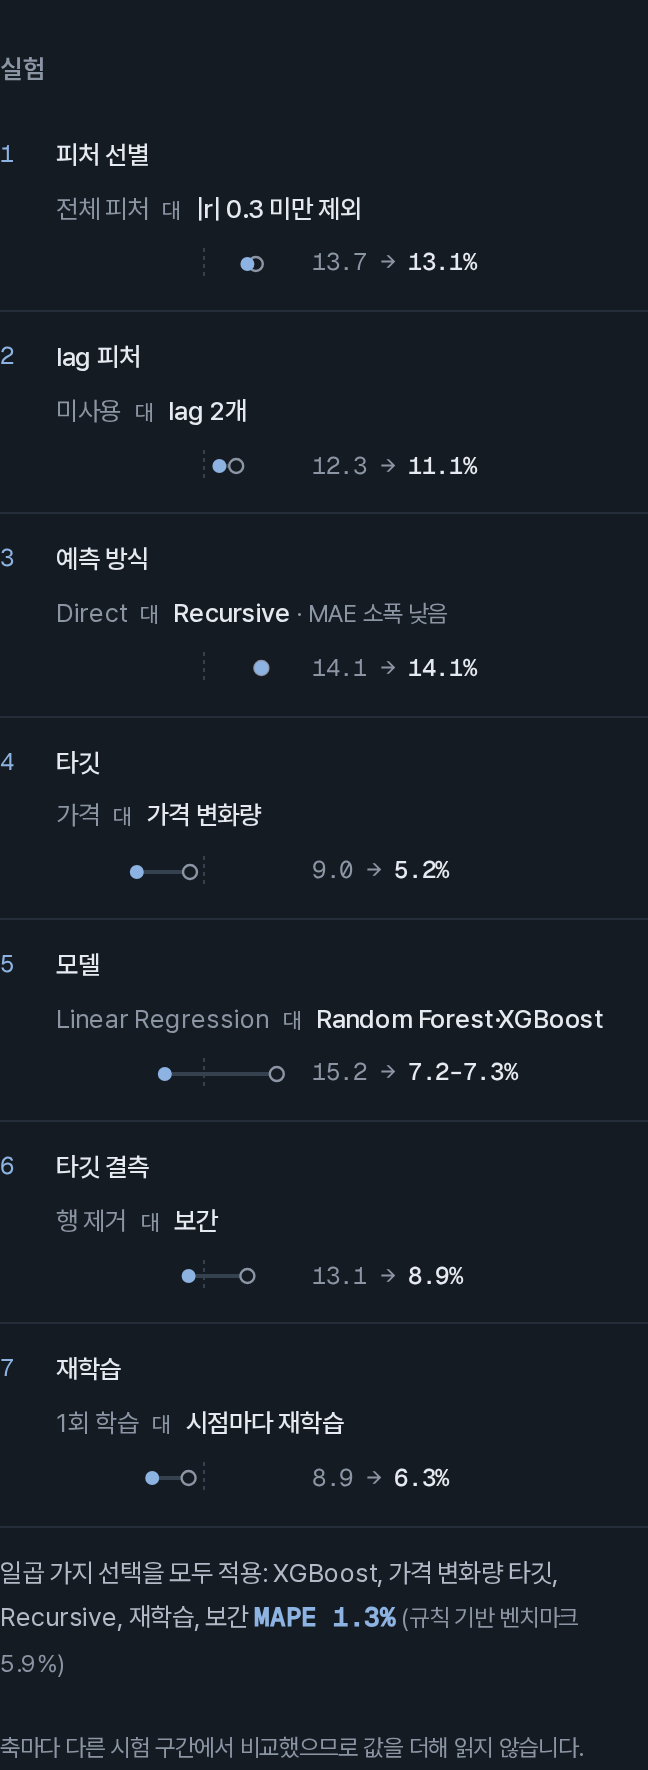 실험
1 피처 선별
전체 피처 대 |r| 0.3 미만 제외
13.7 → 13.1%
2 lag 피처
미사용 대 lag 2개
12.3 → 11.1%
3 예측 방식
Direct 대 Recursive · MAE 소폭 낮음
14.1 → 14.1%
4 타깃
가격 대 가격 변화량
9.0 → 5.2%
5 모델
Linear Regression 대 Random Forest·XGBoost
15.2 → 7.2–7.3%
6 타깃 결측
행 제거 대 보간
13.1 → 8.9%
7 재학습
1회 학습 대 시점마다 재학습
8.9 → 6.3%
일곱 가지 선택을 모두 적용: XGBoost, 가격 변화량 타깃,
Recursive, 재학습, 보간 MAPE 1.3% (규칙 기반 벤치마크
5.9%)
축마다 다른 시험 구간에서 비교했으므로 값을 더해 읽지 않습니다.